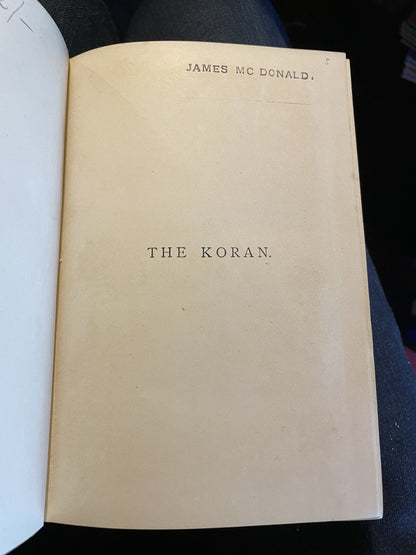 JAMES MC DONALD.
THE KORAN.